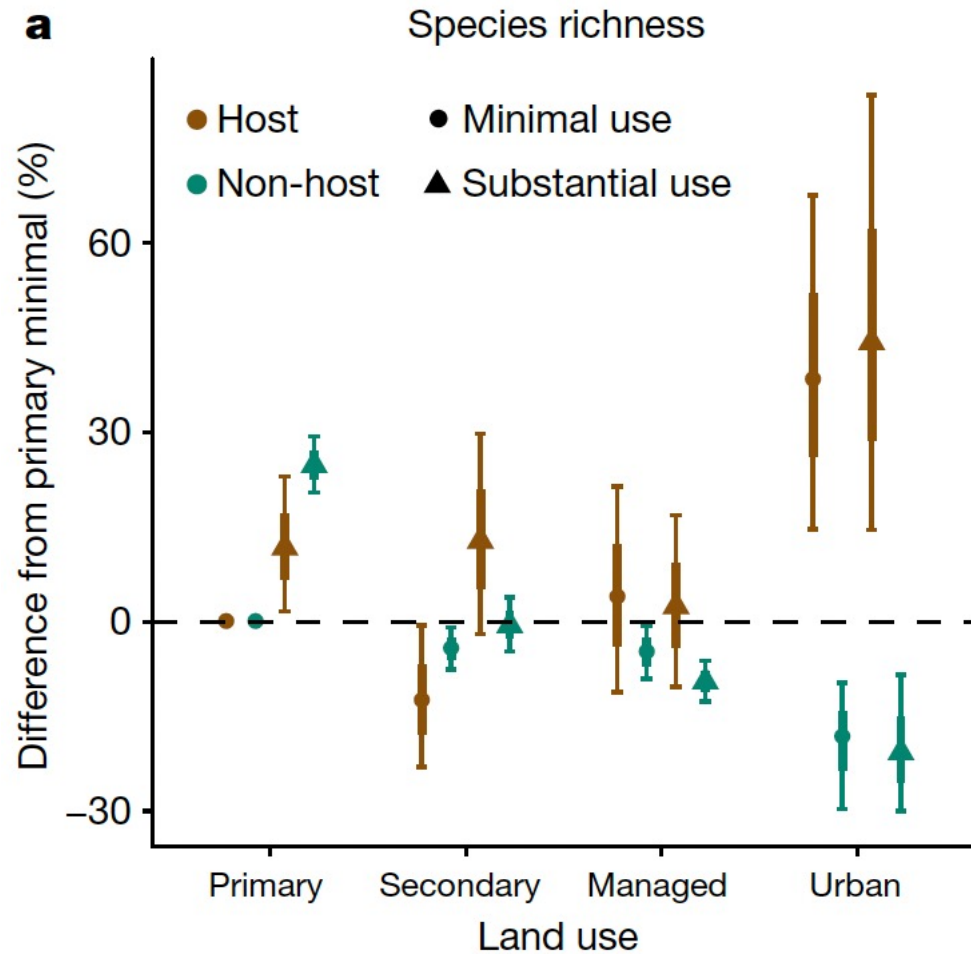 a
Species richness
Host
Minimal use
Non-host
Substantial use
Difference from primary minimal (%)
60
30
0
−30
Primary
Secondary
Managed
Urban
Land use